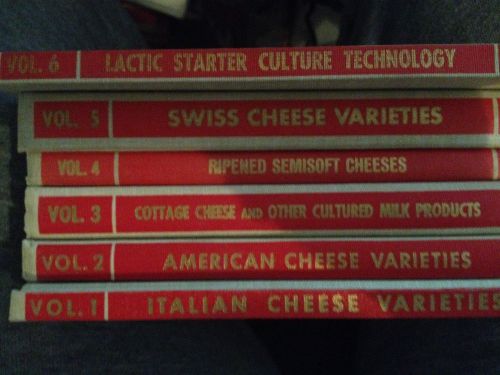 VOL. 6 LACTIC STARTER CULTURE TECHNOLOGY
VOL. 5 SWISS CHEESE VARIETIES
VOL. 4 RIPENED SEMISOFT CHEESES
VOL. 3 COTTAGE CHEESE AND OTHER CULTURED MILK PRODUCTS
VOL. 2 AMERICAN CHEESE VARIETIES
VOL. 1 ITALIAN CHEESE VARIETIES